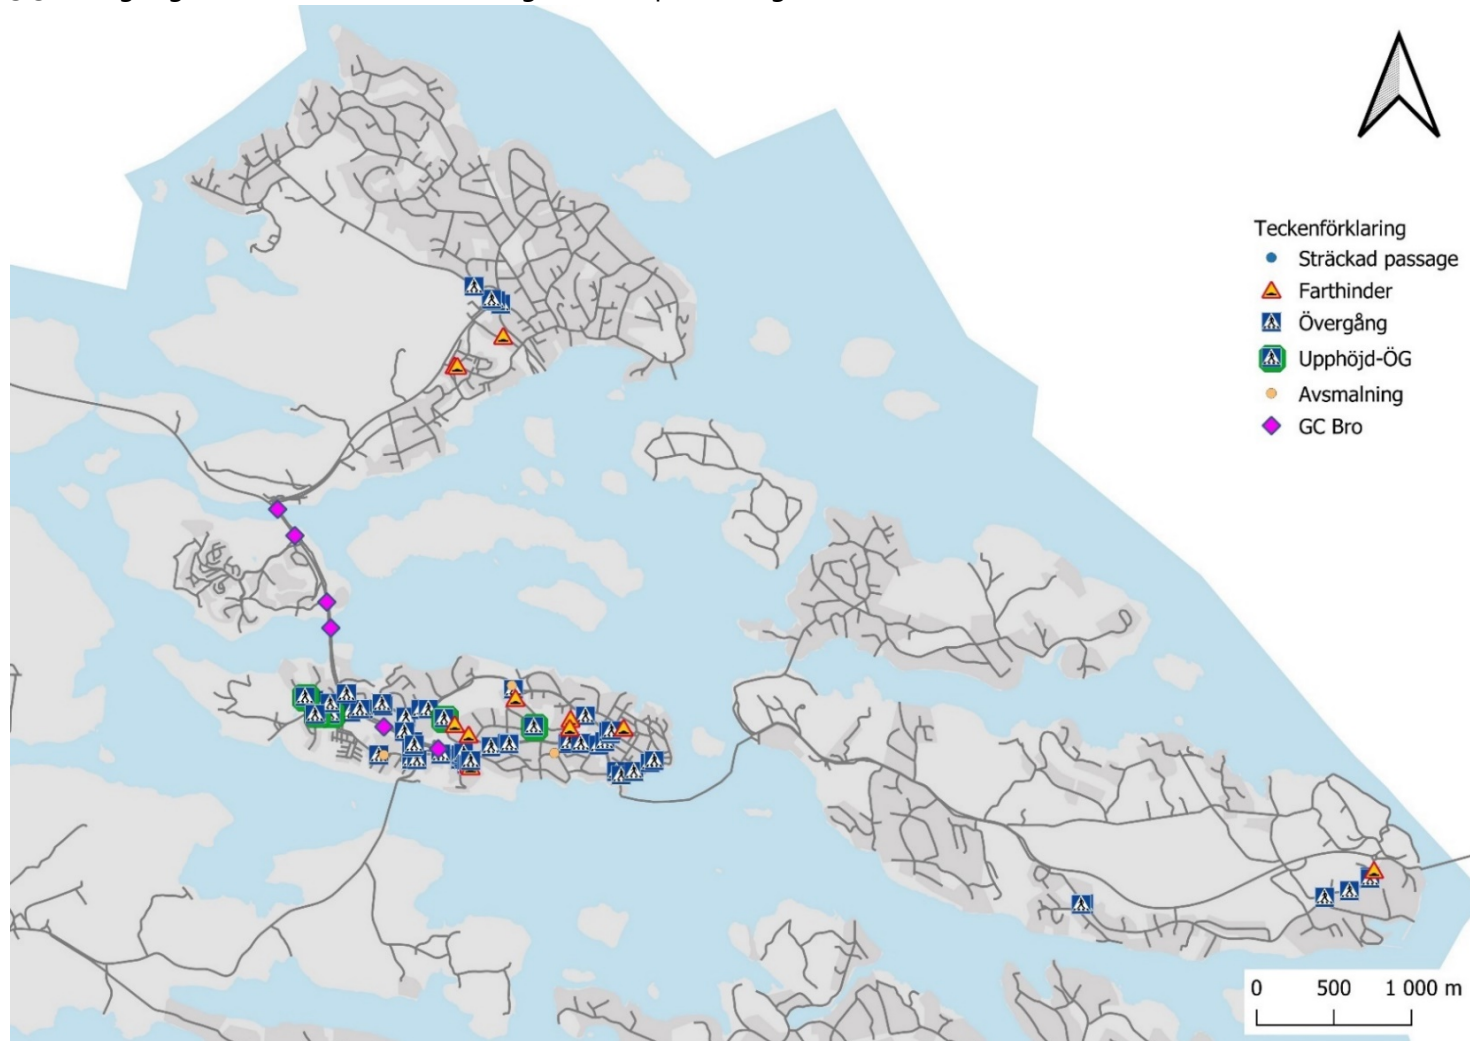 Teckenförklaring
Sträckad passage
Farthinder
Övergång
Upphöjd-ÖG
Avsmalning
GC Bro
0 500 1 000 m